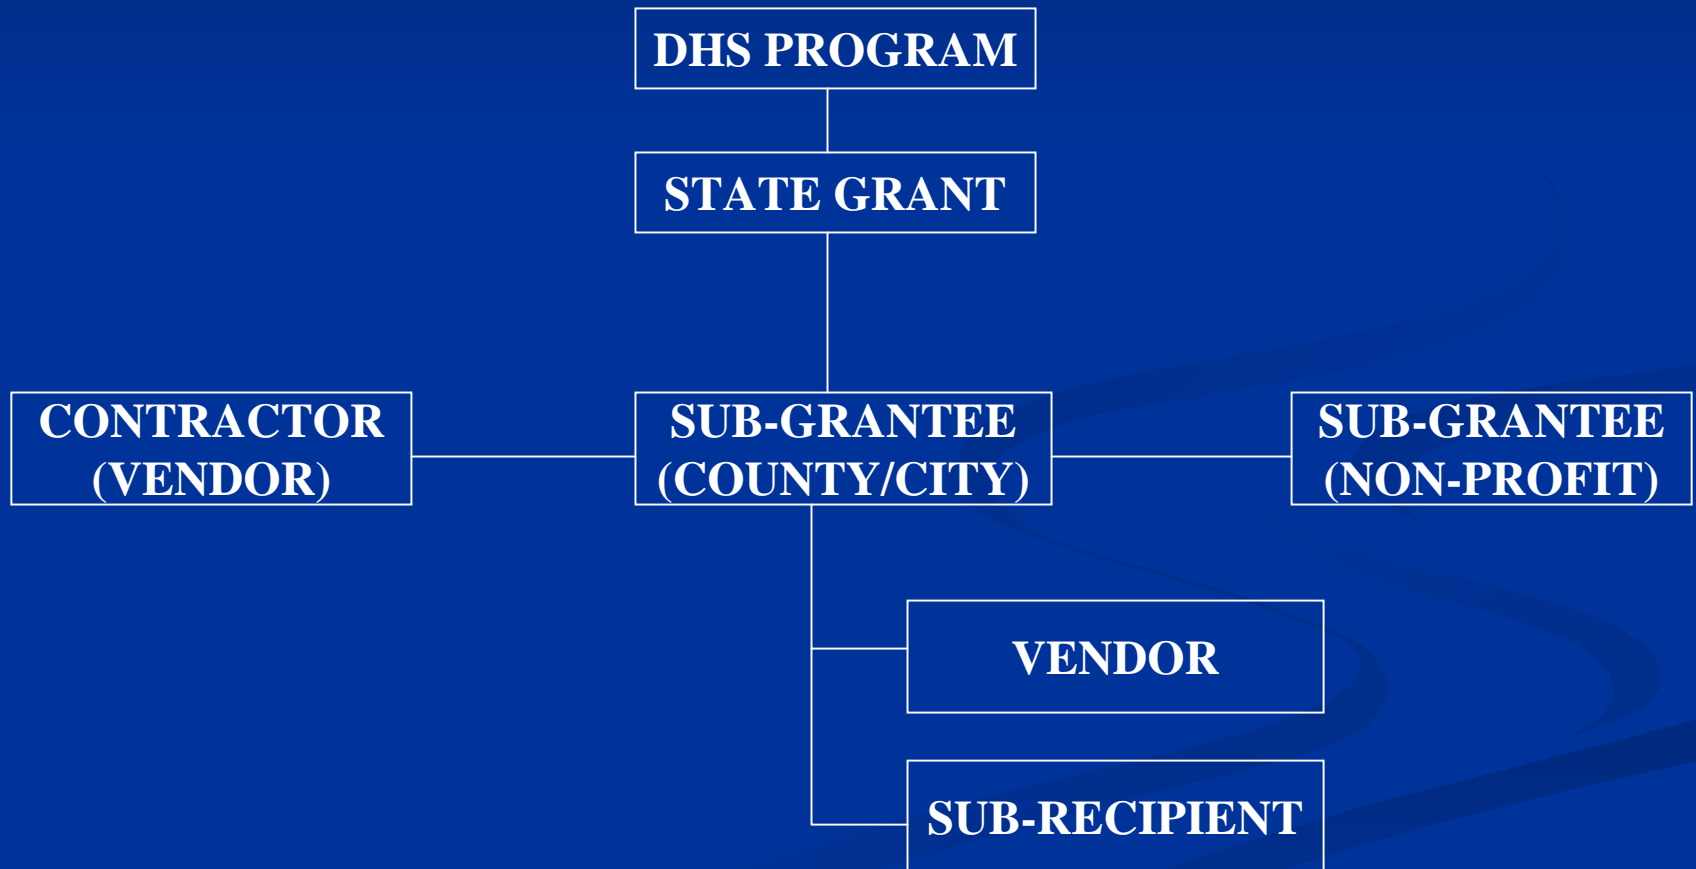 DHS PROGRAM
STATE GRANT
CONTRACTOR
(VENDOR)
SUB-GRANTEE
(COUNTY/CITY)
SUB-GRANTEE
(NON-PROFIT)
VENDOR
SUB-RECIPIENT